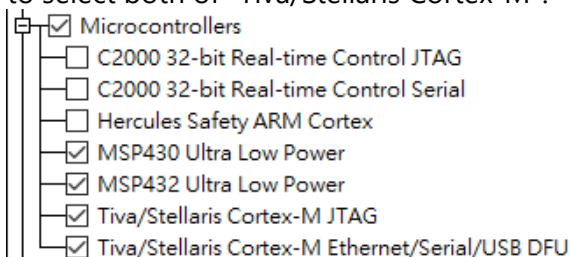 to select both of "Tiva/Stellaris Cortex-M".
Microcontrollers
C2000 32-bit Real-time Control JTAG
C2000 32-bit Real-time Control Serial
Hercules Safety ARM Cortex
MSP430 Ultra Low Power
MSP432 Ultra Low Power
Tiva/Stellaris Cortex-M JTAG
Tiva/Stellaris Cortex-M Ethernet/Serial/USB DFU